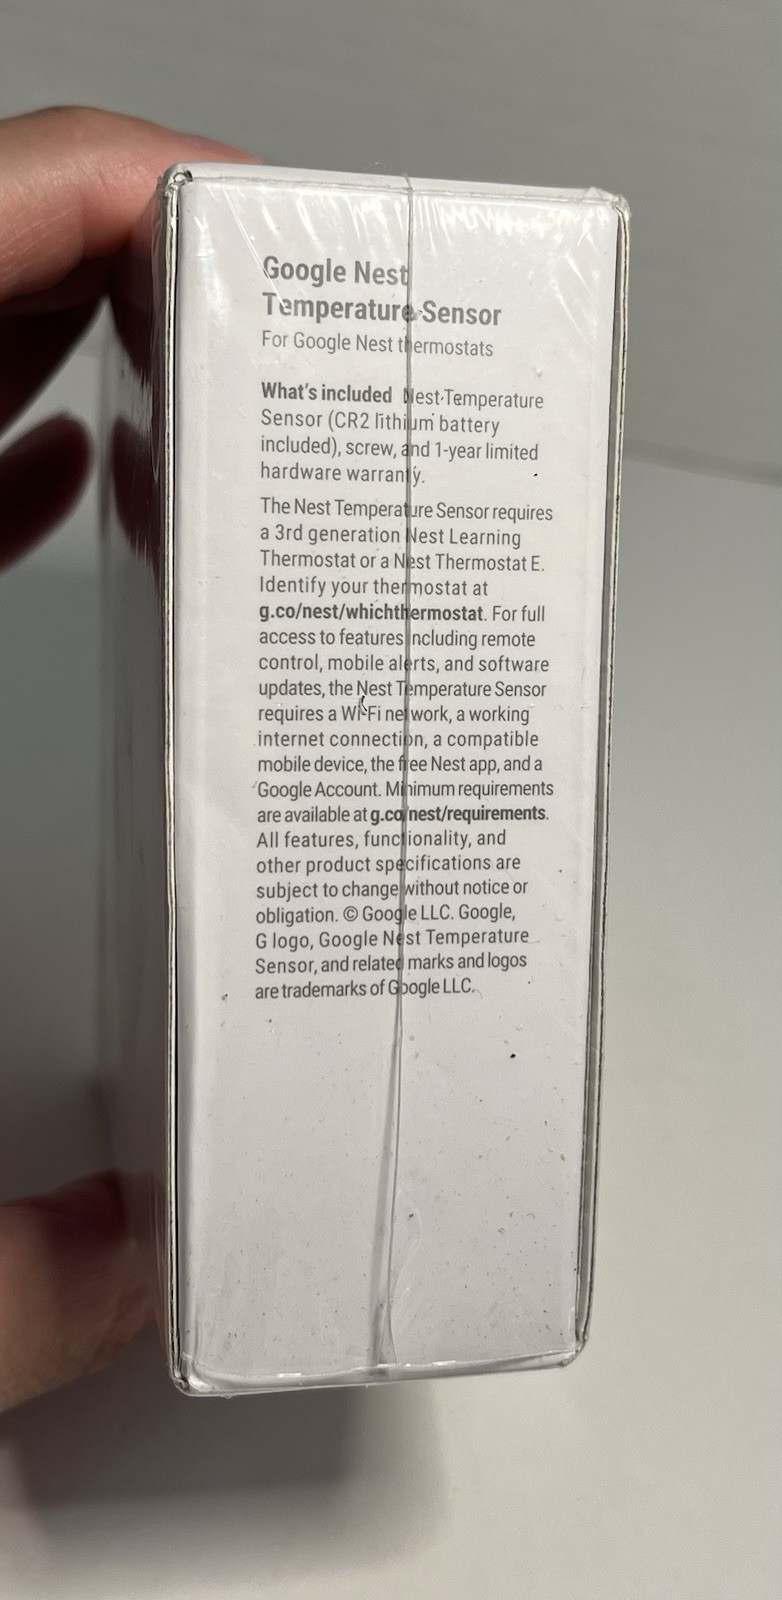 Google Nest
Temperature Sensor
For Google Nest thermostats
What's included Nest Temperature
Sensor (CR2 lithium battery
included), screw, and 1-year limited
hardware warranty.
The Nest Temperature Sensor requires
a 3rd generation Nest Learning
Thermostat or a Nest Thermostat E.
Identify your thermostat at
g.co/nest/whichthermostat. For full
access to features including remote
control, mobile alerts, and software
updates, the Nest Temperature Sensor
requires a Wi-Fi network, a working
internet connection, a compatible
mobile device, the free Nest app, and a
Google Account. Minimum requirements
are available at g.co/nest/requirements.
All features, functionality, and
other product specifications are
subject to change without notice or
obligation. © Google LLC. Google,
G logo, Google Nest Temperature
Sensor, and related marks and logos
are trademarks of Google LLC.